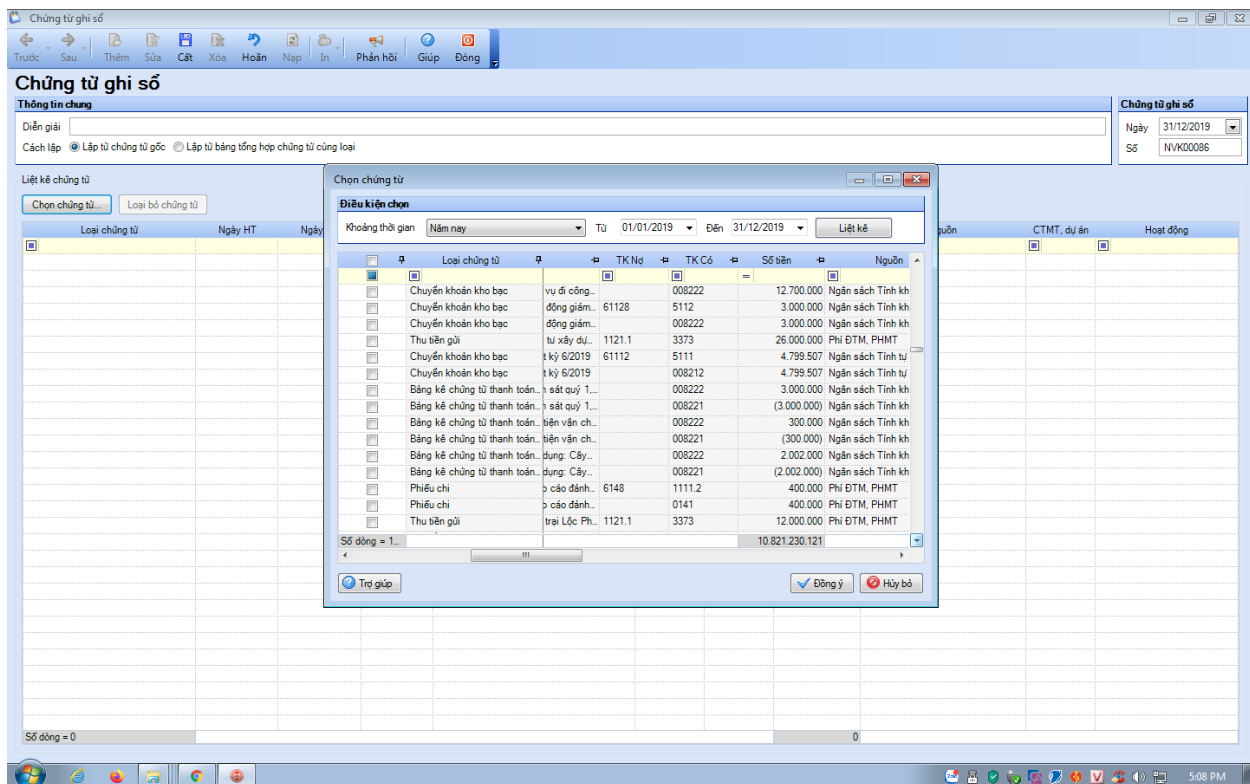 Chứng từ ghi sổ
Trước Sau Thêm Sửa Cất Xóa Hoãn Nạp In Phản hồi Giúp Đóng
Chứng từ ghi sổ
Thông tin chung
Chứng từ ghi sổ
Diễn giải
Ngày 31/12/2019
Cách lập Lập từ chứng từ gốc Lập từ bảng tổng hợp chứng từ cùng loại
Số NVK00086
Liệt kê chứng từ
Chọn chứng từ... Loại bỏ chứng từ
Loại chứng từ Ngày HT Ngày guồn CTMT, dự án Hoạt động
Chọn chứng từ
Điều kiện chọn
Khoảng thời gian Năm nay Từ 01/01/2019 Đến 31/12/2019 Liệt kê
Loại chứng từ TK Nợ TK Có Số tiền Nguồn
=
Chuyển khoản kho bạc vụ đi công... 008222 12.700.000 Ngân sách Tỉnh kh
Chuyển khoản kho bạc động giám... 61128 5112 3.000.000 Ngân sách Tỉnh kh
Chuyển khoản kho bạc động giám... 008222 3.000.000 Ngân sách Tỉnh kh
Thu tiền gửi tư xây dự... 1121.1 3373 26.000.000 Phí ĐTM, PHMT
Chuyển khoản kho bạc t kỳ 6/2019 61112 5111 4.799.507 Ngân sách Tỉnh tự
Chuyển khoản kho bạc t kỳ 6/2019 008212 4.799.507 Ngân sách Tỉnh tự
Bảng kê chứng từ thanh toán... sát quý 1,... 008222 3.000.000 Ngân sách Tỉnh kh
Bảng kê chứng từ thanh toán... sát quý 1,... 008221 (3.000.000) Ngân sách Tỉnh kh
Bảng kê chứng từ thanh toán... tiện vận ch... 008222 300.000 Ngân sách Tỉnh kh
Bảng kê chứng từ thanh toán... tiện vận ch... 008221 (300.000) Ngân sách Tỉnh kh
Bảng kê chứng từ thanh toán... dụng: Cây... 008222 2.002.000 Ngân sách Tỉnh kh
Bảng kê chứng từ thanh toán... dụng: Cây... 008221 (2.002.000) Ngân sách Tỉnh kh
Phiếu chi o cáo đánh... 6148 1111.2 400.000 Phí ĐTM, PHMT
Phiếu chi o cáo đánh... 0141 400.000 Phí ĐTM, PHMT
Thu tiền gửi trại Lộc Ph... 1121.1 3373 12.000.000 Phí ĐTM, PHMT
Số dòng = 1... 10.821.230.121
Trợ giúp Đồng ý Hủy bỏ
Số dòng = 0 0
5:08 PM